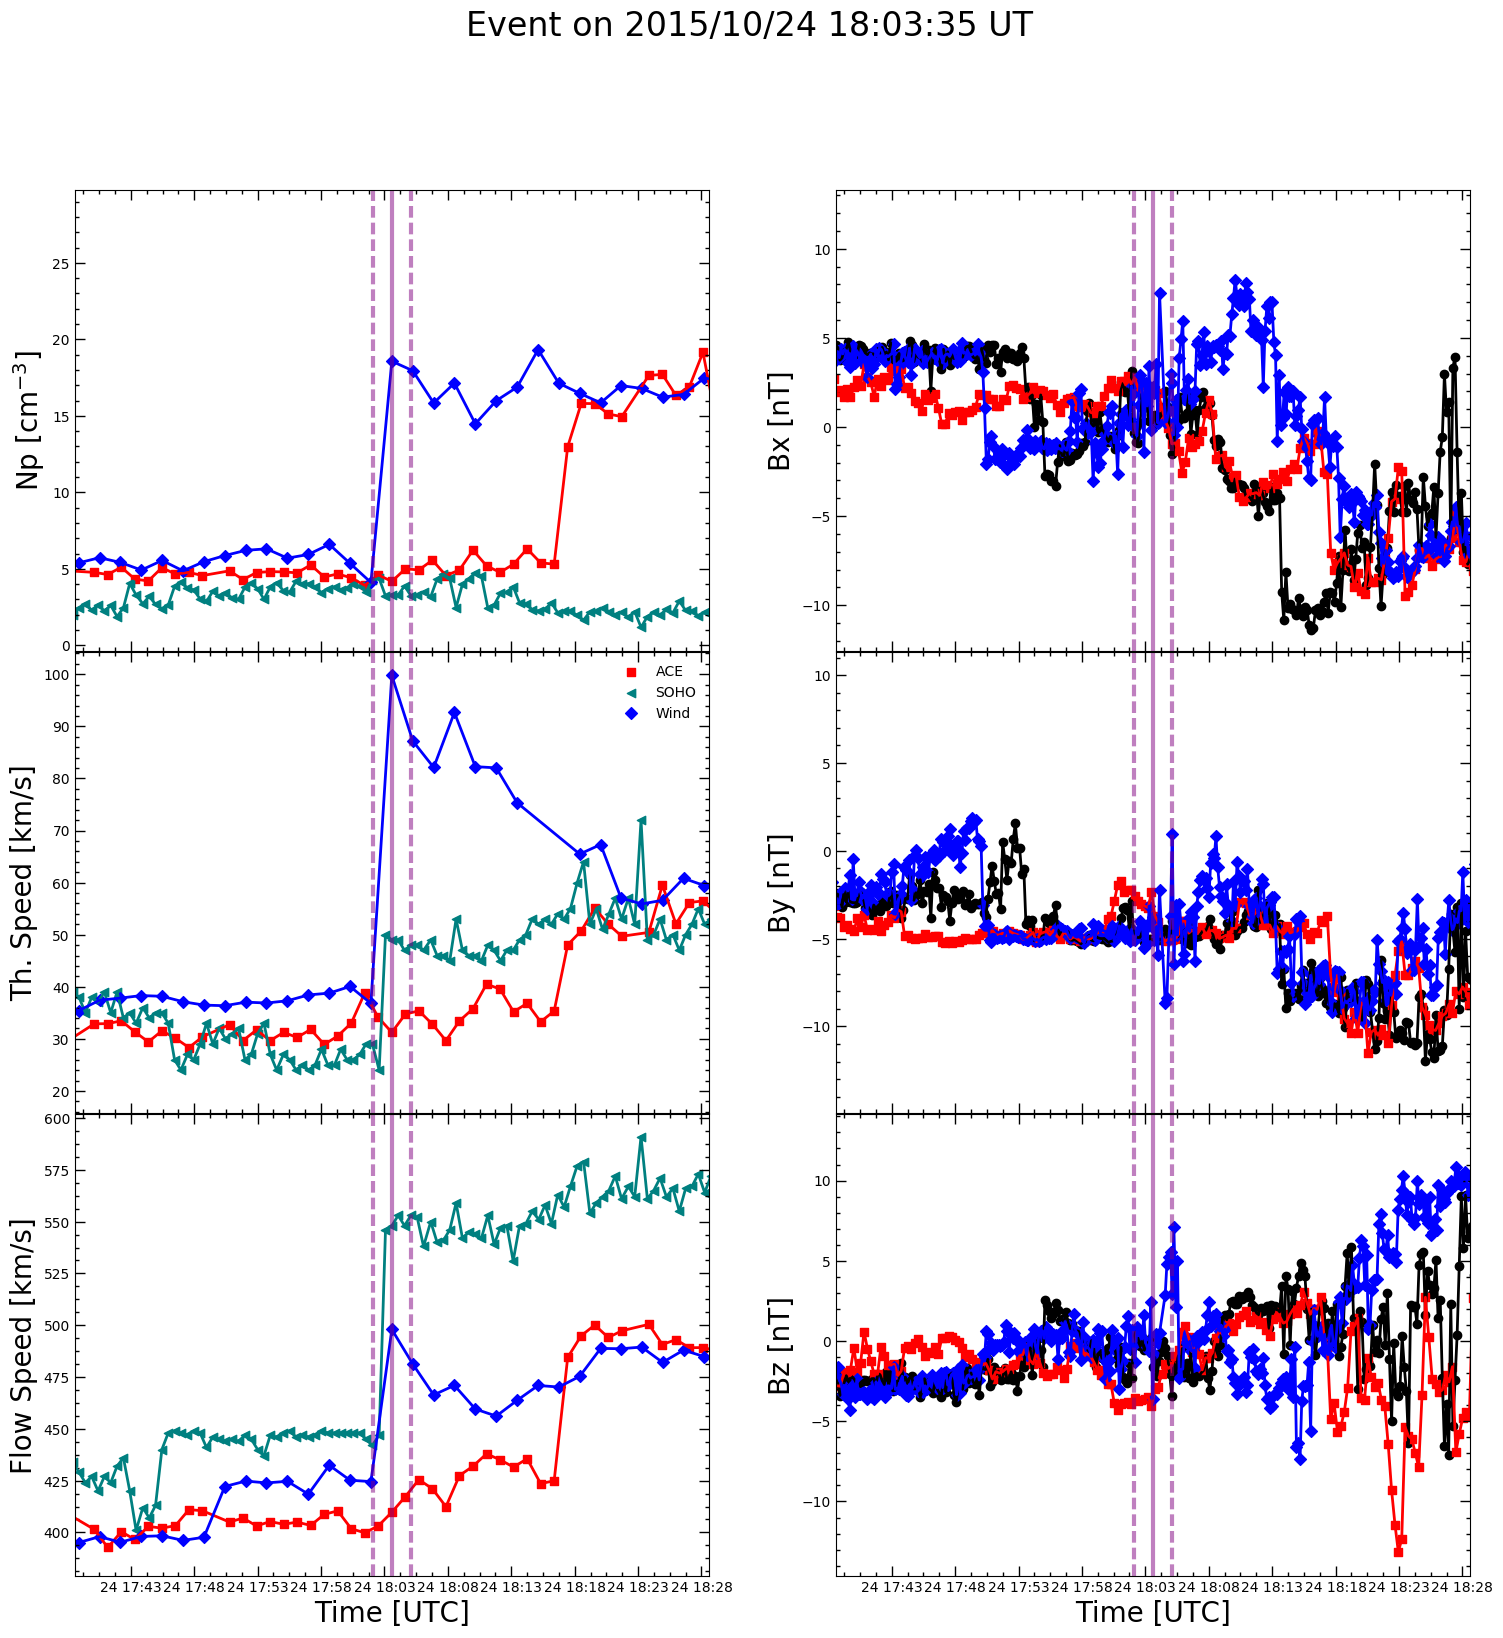 Event on 2015/10/24 18:03:35 UT
Np [cm⁻³]
25
20
15
10
5
0
Th. Speed [km/s]
100
90
80
70
60
50
40
30
20
ACE
SOHO
Wind
Flow Speed [km/s]
600
575
550
525
500
475
450
425
400
24 17:43 24 17:48 24 17:53 24 17:58 24 18:03 24 18:08 24 18:13 24 18:18 24 18:23 24 18:28
Time [UTC]
Bx [nT]
10
5
0
−5
−10
By [nT]
10
5
0
−5
−10
Bz [nT]
10
5
0
−5
−10
24 17:43 24 17:48 24 17:53 24 17:58 24 18:03 24 18:08 24 18:13 24 18:18 24 18:23 24 18:28
Time [UTC]